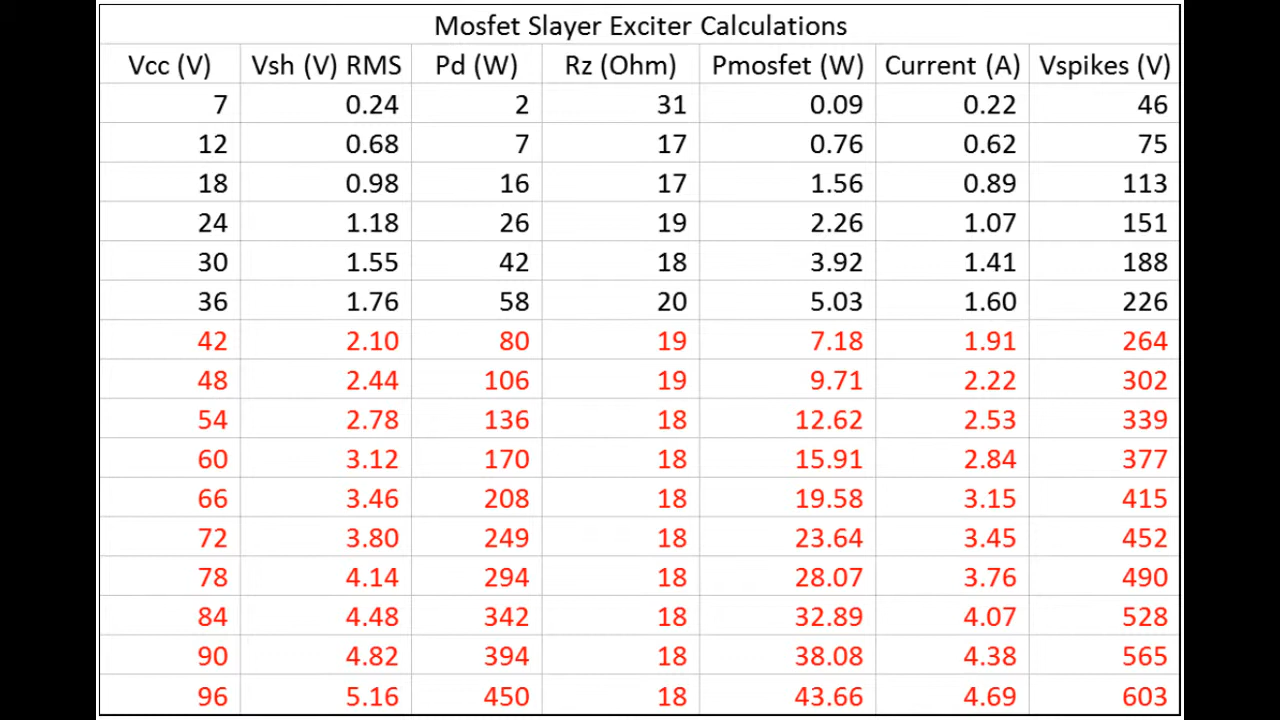 Mosfet Slayer Exciter Calculations
Vcc (V) Vsh (V) RMS Pd (W) Rz (Ohm) Pmosfet (W) Current (A) Vspikes (V)
7 0.24 2 31 0.09 0.22 46
12 0.68 7 17 0.76 0.62 75
18 0.98 16 17 1.56 0.89 113
24 1.18 26 19 2.26 1.07 151
30 1.55 42 18 3.92 1.41 188
36 1.76 58 20 5.03 1.60 226
42 2.10 80 19 7.18 1.91 264
48 2.44 106 19 9.71 2.22 302
54 2.78 136 18 12.62 2.53 339
60 3.12 170 18 15.91 2.84 377
66 3.46 208 18 19.58 3.15 415
72 3.80 249 18 23.64 3.45 452
78 4.14 294 18 28.07 3.76 490
84 4.48 342 18 32.89 4.07 528
90 4.82 394 18 38.08 4.38 565
96 5.16 450 18 43.66 4.69 603